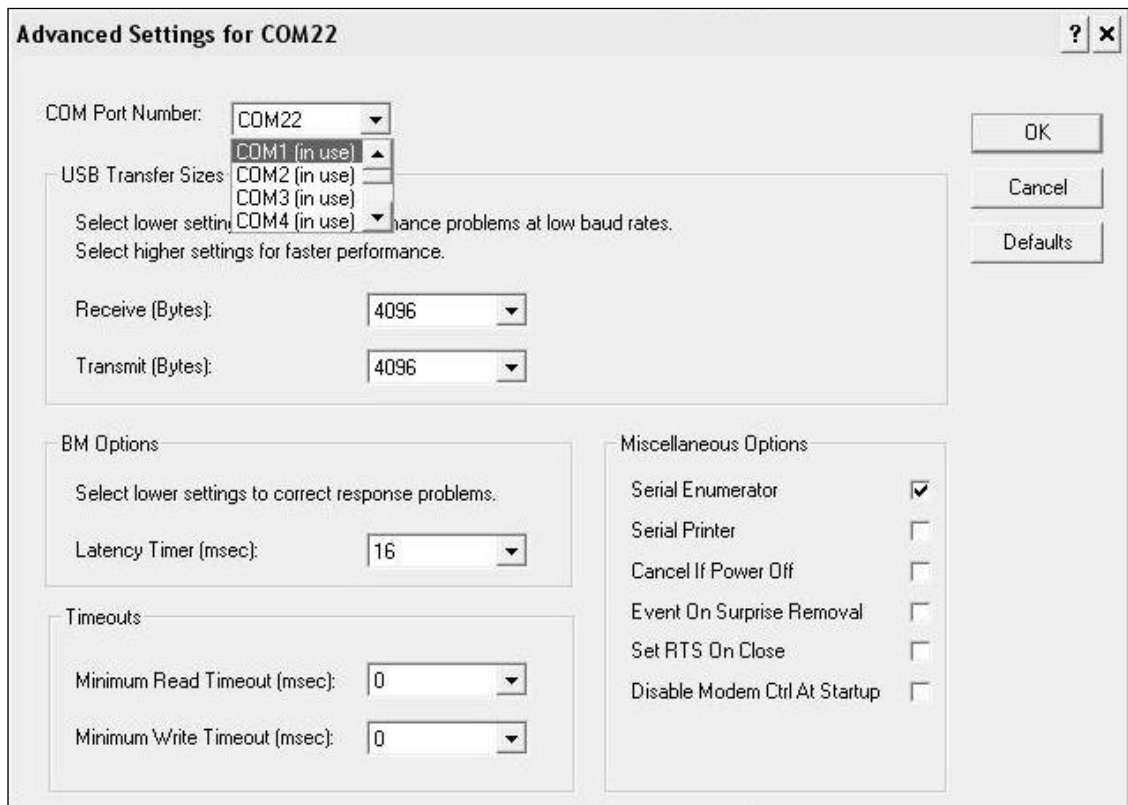 Advanced Settings for COM22
? ×
COM Port Number:
COM22
COM1 (in use)
COM2 (in use)
COM3 (in use)
COM4 (in use)
OK
Cancel
Defaults
USB Transfer Sizes
Select lower mance problems at low baud rates.
Select higher settings for faster performance.
Receive (Bytes):
4096
Transmit (Bytes):
4096
BM Options
Select lower settings to correct response problems.
Latency Timer (msec):
16
Timeouts
Minimum Read Timeout (msec):
0
Minimum Write Timeout (msec):
0
Miscellaneous Options
Serial Enumerator
Serial Printer
Cancel If Power Off
Event On Surprise Removal
Set RTS On Close
Disable Modem Ctrl At Startup